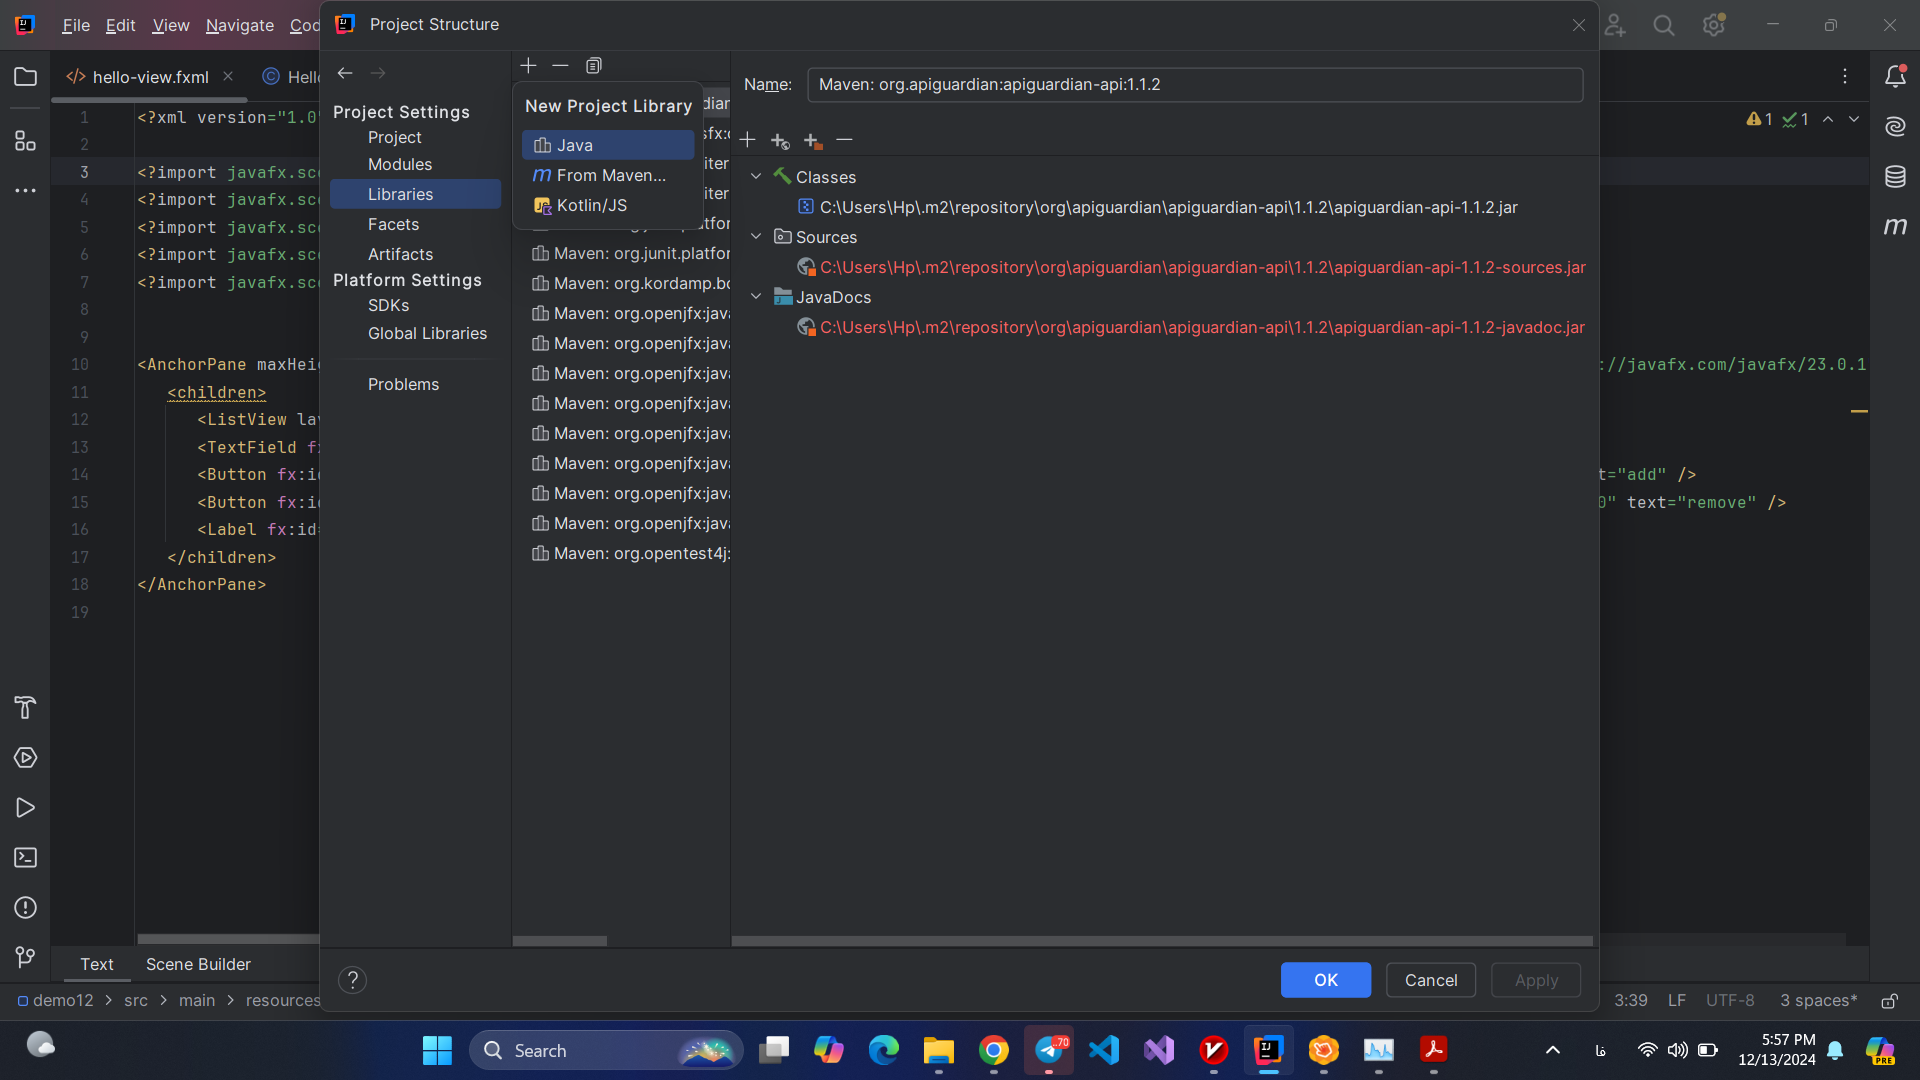 File Edit View Navigate Cod
Project Structure
hello-view.fxml
Hell
Project Settings
Project
Modules
Libraries
Facets
Artifacts
Platform Settings
SDKs
Global Libraries
Problems
New Project Library
Java
From Maven...
Kotlin/JS
dian
sfx:
iter
iter
Maven: org.junit.platfor
Maven: org.kordamp.bo
Maven: org.openjfx:java
Maven: org.openjfx:java
Maven: org.openjfx:java
Maven: org.openjfx:java
Maven: org.openjfx:java
Maven: org.openjfx:java
Maven: org.openjfx:java
Maven: org.openjfx:java
Maven: org.opentest4j:
Name: Maven: org.apiguardian:apiguardian-api:1.1.2
Classes
C:\Users\Hp\.m2\repository\org\apiguardian\apiguardian-api\1.1.2\apiguardian-api-1.1.2.jar
Sources
C:\Users\Hp\.m2\repository\org\apiguardian\apiguardian-api\1.1.2\apiguardian-api-1.1.2-sources.jar
JavaDocs
C:\Users\Hp\.m2\repository\org\apiguardian\apiguardian-api\1.1.2\apiguardian-api-1.1.2-javadoc.jar
1 <?xml version="1.0"
2
3 <?import javafx.sce
4 <?import javafx.sce
5 <?import javafx.sce
6 <?import javafx.sce
7 <?import javafx.sce
8
9
10 <AnchorPane maxHei
://javafx.com/javafx/23.0.1
11 <children>
12 <ListView la
13 <TextField f
14 <Button fx:i
t="add" />
15 <Button fx:i
0" text="remove" />
16 <Label fx:id
17 </children>
18 </AnchorPane>
19
1 1
Text Scene Builder
? OK Cancel Apply
demo12 > src > main > resources
3:39 LF UTF-8 3 spaces*
Search
70
فا
5:57 PM
12/13/2024
PRE